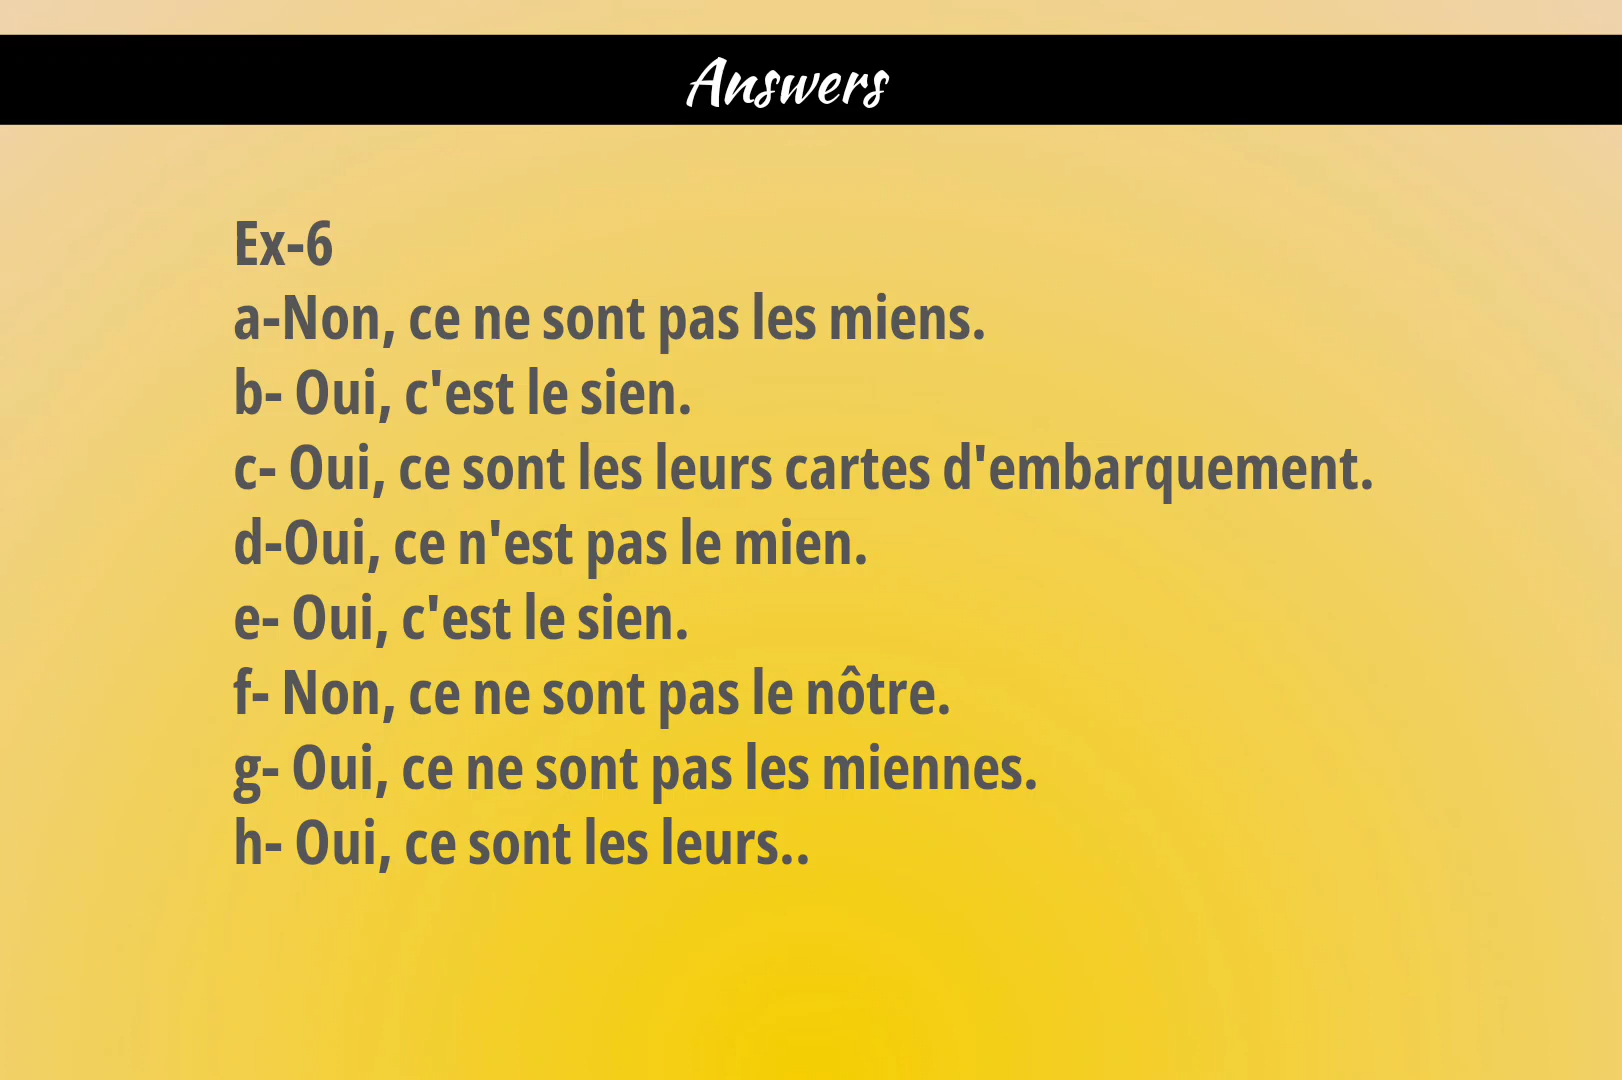 Answers
Ex-6
a-Non, ce ne sont pas les miens.
b- Oui, c'est le sien.
c- Oui, ce sont les leurs cartes d'embarquement.
d-Oui, ce n'est pas le mien.
e- Oui, c'est le sien.
f- Non, ce ne sont pas le nôtre.
g- Oui, ce ne sont pas les miennes.
h- Oui, ce sont les leurs..